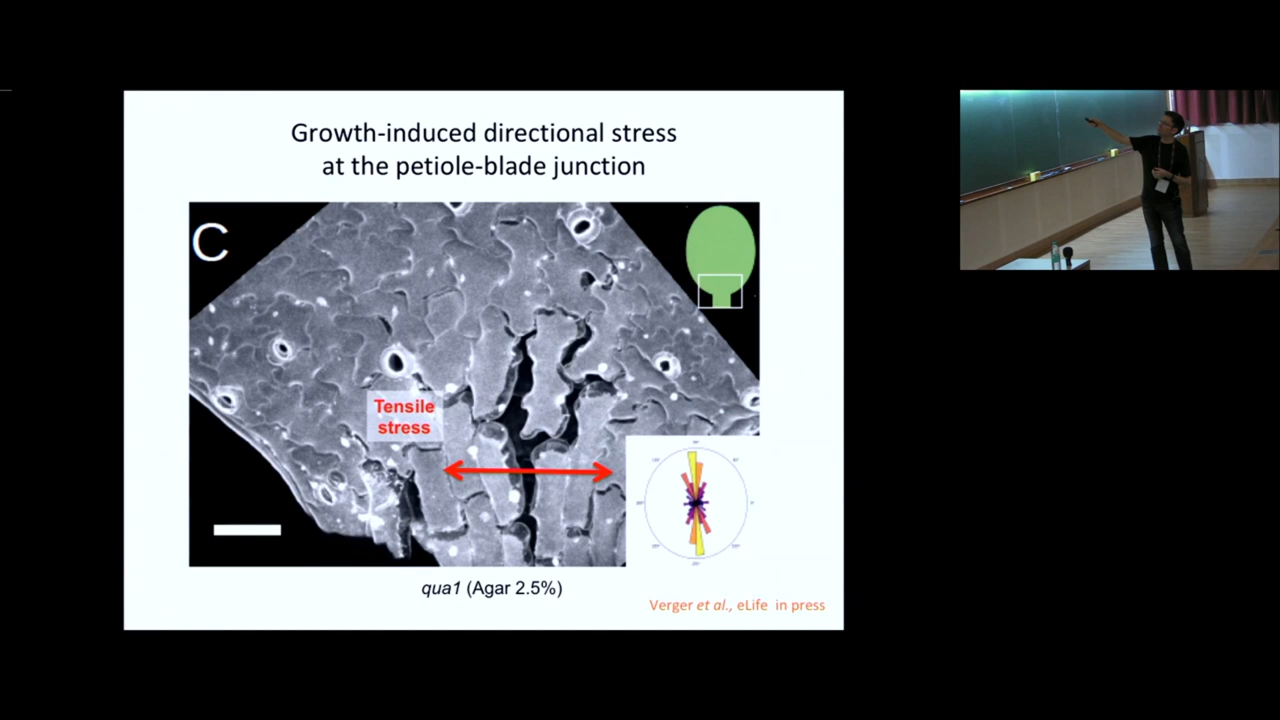 Growth-induced directional stress
at the petiole-blade junction
C
Tensile
stress
qua1 (Agar 2.5%)
Verger et al., eLife in press